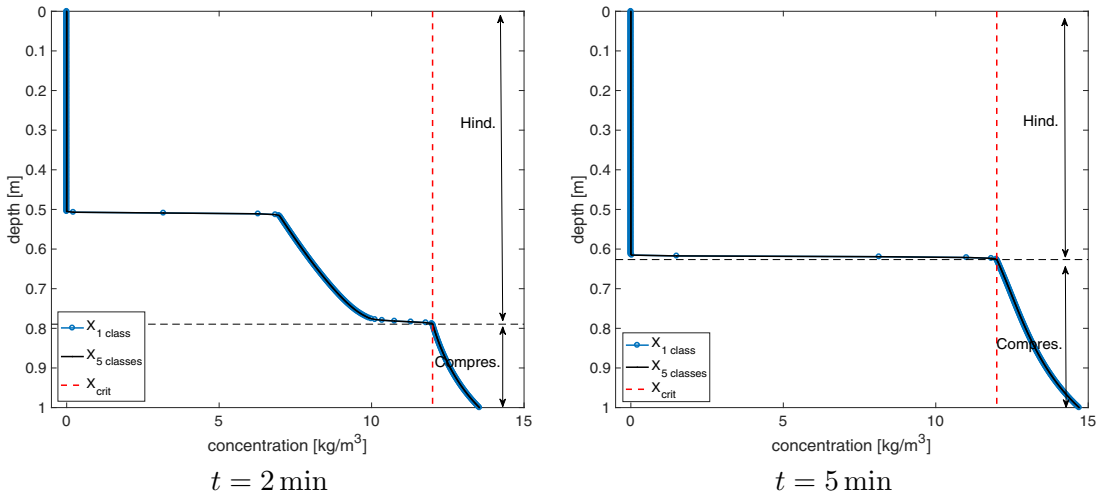 0
0.1
0.2
0.3
0.4
0.5
0.6
0.7
0.8
0.9
1
depth [m]
Hind.
Compres.
X1 class
X5 classes
Xcrit
0 5 10 15
concentration [kg/m³]
t = 2 min
0
0.1
0.2
0.3
0.4
0.5
0.6
0.7
0.8
0.9
1
depth [m]
Hind.
Compres.
X1 class
X5 classes
Xcrit
0 5 10 15
concentration [kg/m³]
t = 5 min